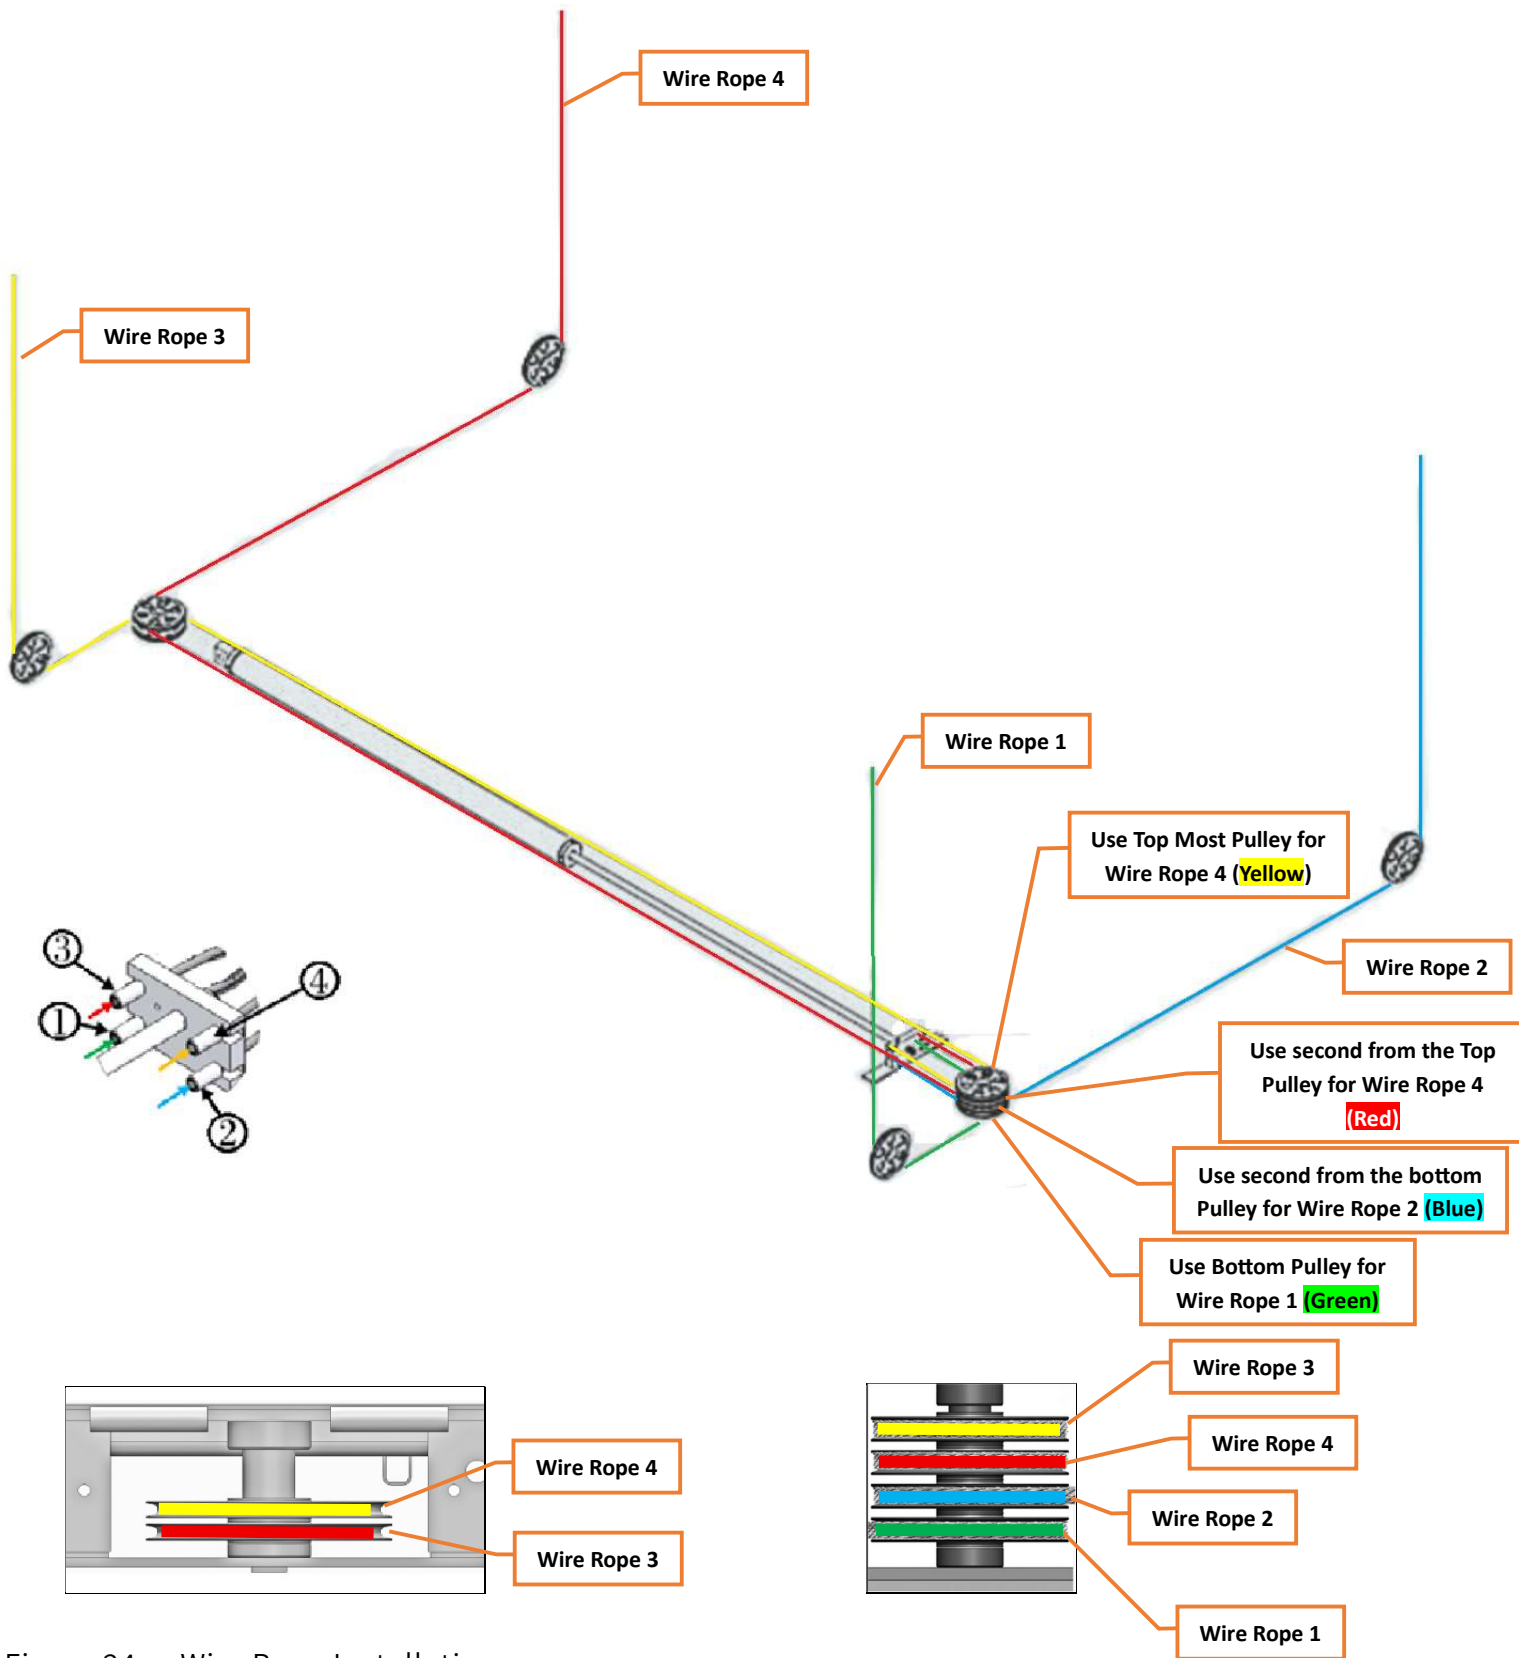 Wire Rope 4
Wire Rope 3
Wire Rope 1
Use Top Most Pulley for
Wire Rope 4 (Yellow)
Wire Rope 2
③
④
①
②
Use second from the Top
Pulley for Wire Rope 4
(Red)
Use second from the bottom
Pulley for Wire Rope 2 (Blue)
Use Bottom Pulley for
Wire Rope 1 (Green)
Wire Rope 3
Wire Rope 4
Wire Rope 2
Wire Rope 1
Wire Rope 4
Wire Rope 3